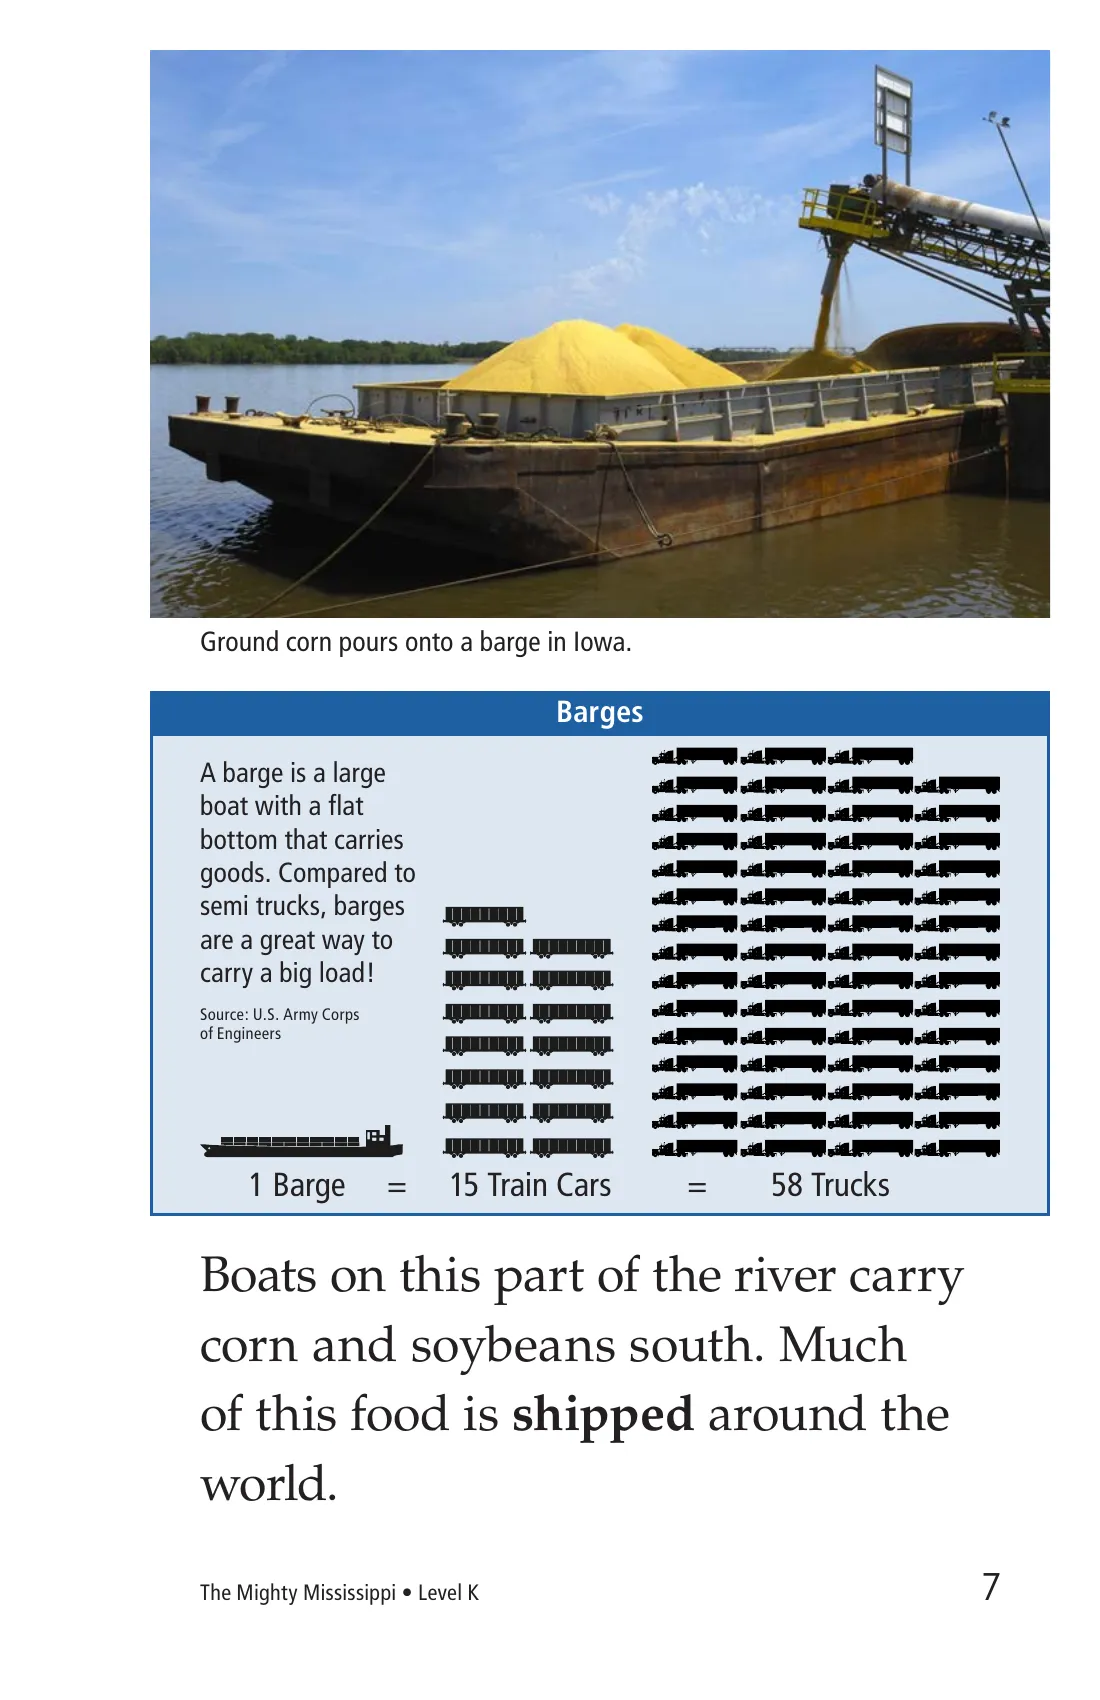 Ground corn pours onto a barge in Iowa.
Barges
A barge is a large
boat with a flat
bottom that carries
goods. Compared to
semi trucks, barges
are a great way to
carry a big load!
Source: U.S. Army Corps
of Engineers
1 Barge = 15 Train Cars = 58 Trucks
Boats on this part of the river carry
corn and soybeans south. Much
of this food is shipped around the
world.
The Mighty Mississippi • Level K 7